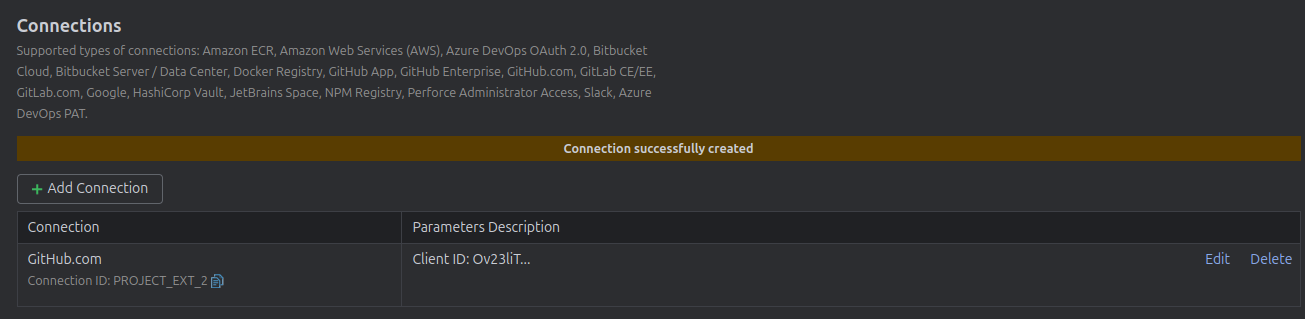 Connections
Supported types of connections: Amazon ECR, Amazon Web Services (AWS), Azure DevOps OAuth 2.0, Bitbucket
Cloud, Bitbucket Server / Data Center, Docker Registry, GitHub App, GitHub Enterprise, GitHub.com, GitLab CE/EE,
GitLab.com, Google, HashiCorp Vault, JetBrains Space, NPM Registry, Perforce Administrator Access, Slack, Azure
DevOps PAT.
Connection successfully created
+ Add Connection
Connection Parameters Description
GitHub.com Client ID: Ov23liT... Edit Delete
Connection ID: PROJECT_EXT_2